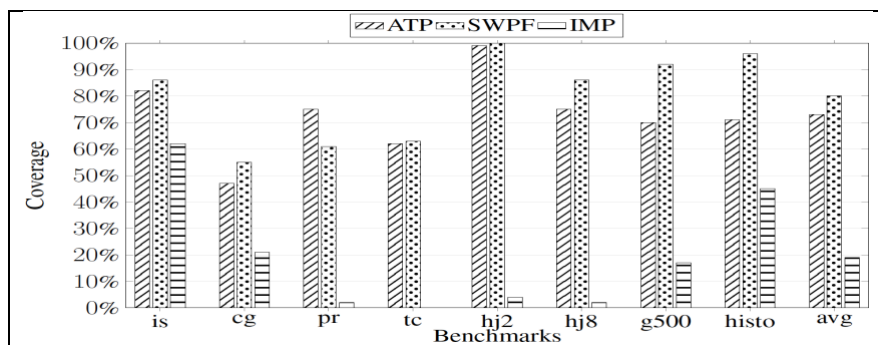 ATP SWPF IMP
100%
90%
80%
70%
60%
50%
40%
30%
20%
10%
0%
Coverage
is cg pr tc hj2 hj8 g500 histo avg
Benchmarks